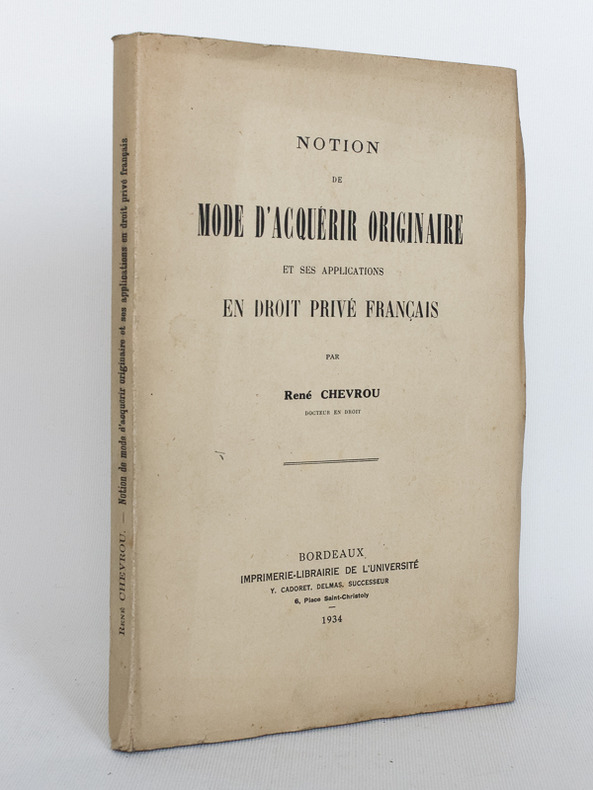 NOTION
DE
MODE D'ACQUÉRIR ORIGINAIRE
ET SES APPLICATIONS
EN DROIT PRIVÉ FRANÇAIS
PAR
René CHEVROU
DOCTEUR EN DROIT
BORDEAUX
IMPRIMERIE-LIBRAIRIE DE L'UNIVERSITÉ
Y. CADORET, DELMAS, SUCCESSEUR
6, Place Saint-Christoly
1934
RENÉ CHEVROU. — Notion de mode d'acquérir originaire et ses applications en droit privé français